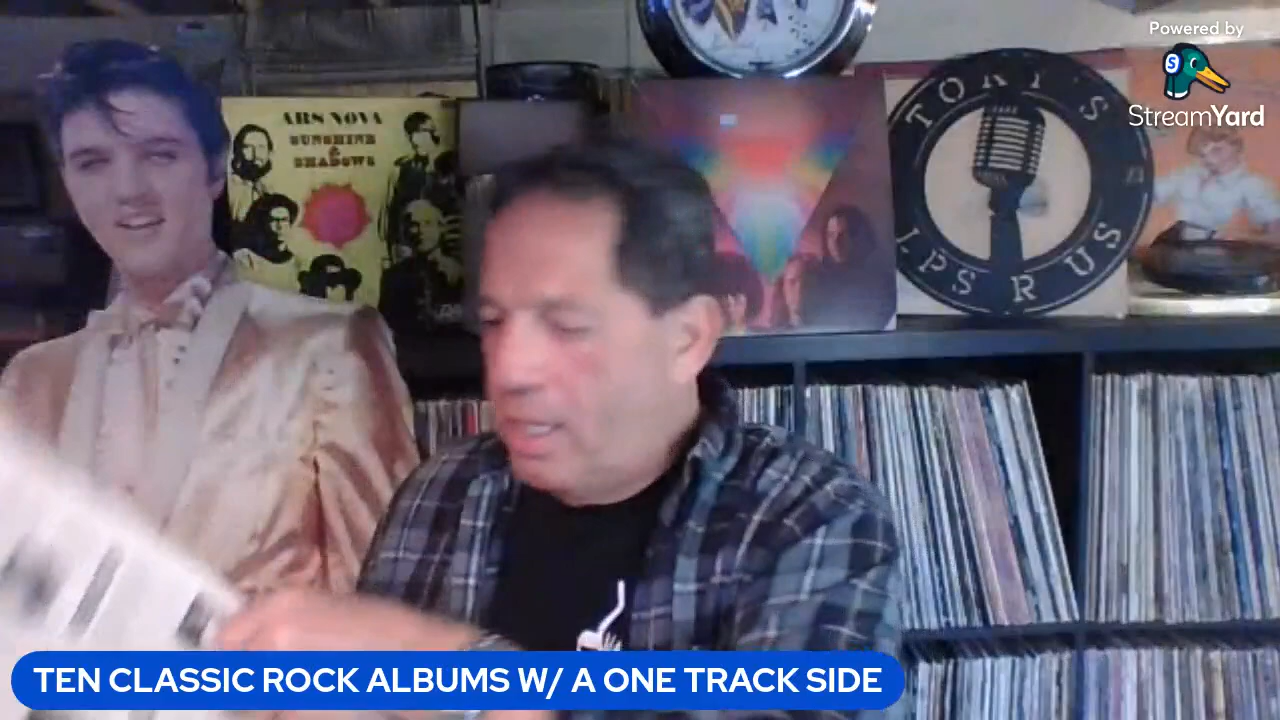 Powered by
S
StreamYard
ARS NOVA
SUNSHINE
&
SHADOWS
TONY'S
LPS R US
TEN CLASSIC ROCK ALBUMS W/ A ONE TRACK SIDE